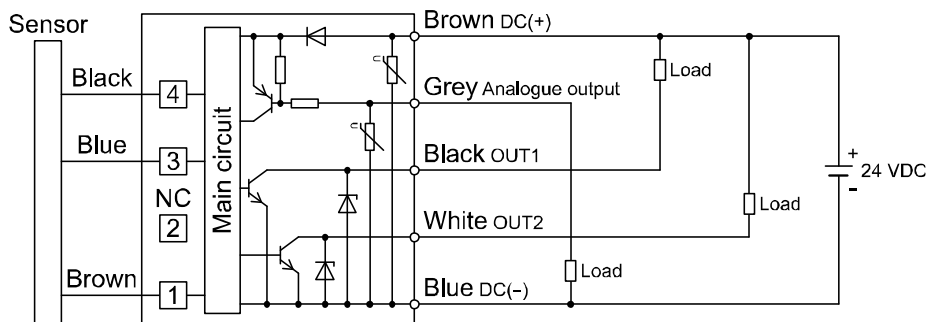 Sensor
Brown DC(+)
Black
4
U
Load
Grey Analogue output
Blue
3
U
Main circuit
Black OUT1
+
24 VDC
-
NC
2
White OUT2
Load
Brown
1
Load
Blue DC(-)